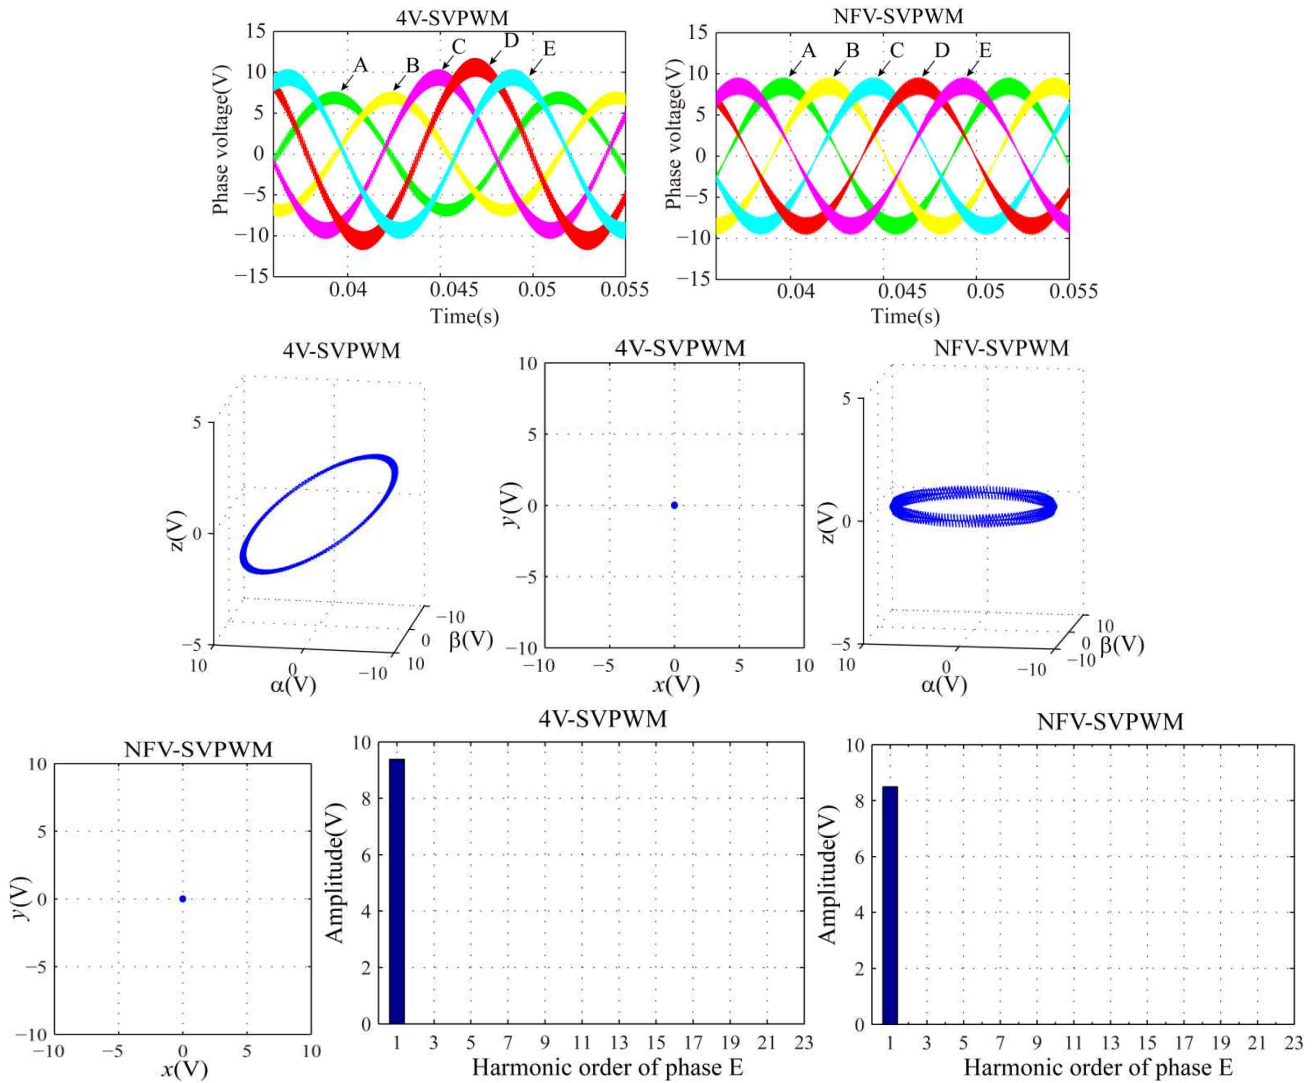 4V-SVPWM
15
10
5
0
−5
−10
−15
Phase voltage(V)
A B C D E
0.04 0.045 0.05 0.055
Time(s)
NFV-SVPWM
15
10
5
0
−5
−10
−15
Phase voltage(V)
A B C D E
0.04 0.045 0.05 0.055
Time(s)
4V-SVPWM
5
0
−5
z(V)
10 0 −10
α(V)
−10
0
β(V)
4V-SVPWM
10
5
0
−5
−10
y(V)
−10 −5 0 5 10
x(V)
NFV-SVPWM
5
0
−5
z(V)
10 0 −10
α(V)
10
0
−10
β(V)
NFV-SVPWM
10
5
0
−5
−10
y(V)
−10 −5 0 5 10
x(V)
4V-SVPWM
10
8
6
4
2
0
Amplitude(V)
1 3 5 7 9 11 13 15 17 19 21 23
Harmonic order of phase E
NFV-SVPWM
10
8
6
4
2
0
Amplitude(V)
1 3 5 7 9 11 13 15 17 19 21 23
Harmonic order of phase E